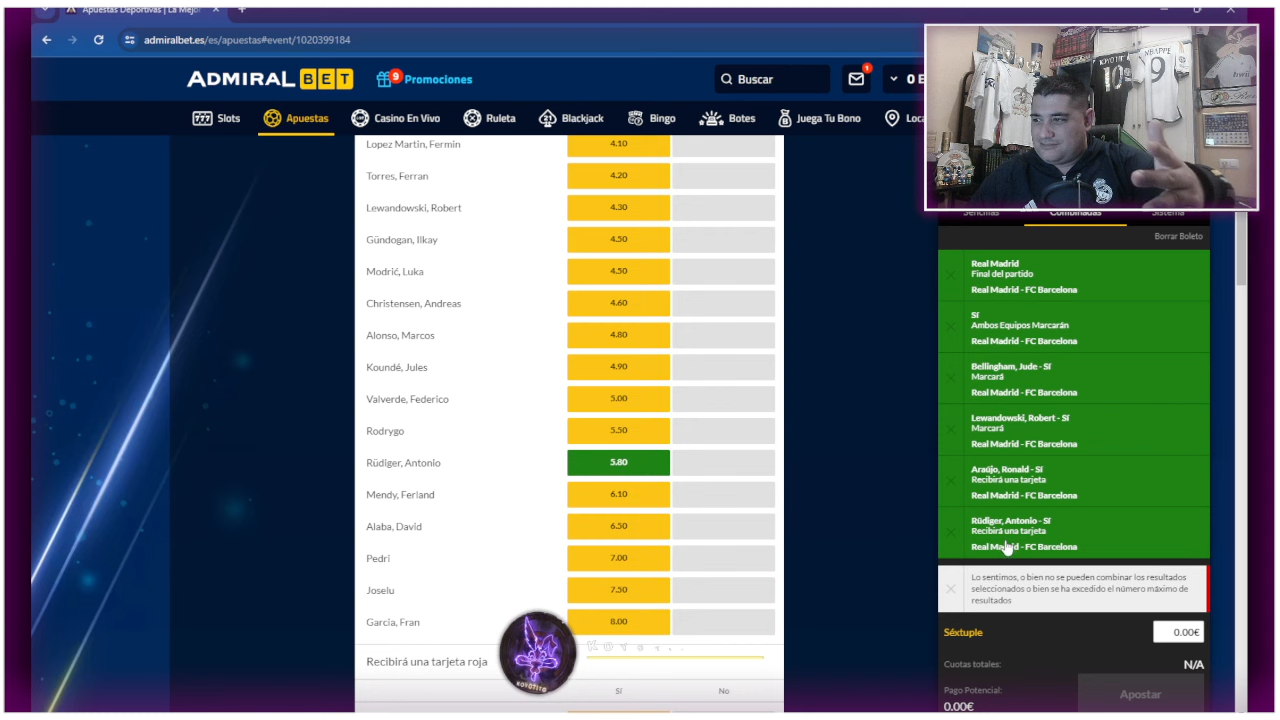 Apuestas Deportivas | La Mejor
admiralbet.es/es/apuestas#event/1020399184
ADMIRALBET
9
Promociones
Buscar
1
0 E
Slots
Apuestas
Casino En Vivo
Ruleta
Blackjack
Bingo
Botes
Juega Tu Bono
Loca
KOYOT 10
MBAPPE
9
bwin
Lopez Martin, Fermin
4.10
Torres, Ferran
4.20
Lewandowski, Robert
4.30
Gündogan, Ilkay
4.50
Modrić, Luka
4.50
Christensen, Andreas
4.60
Alonso, Marcos
4.80
Koundé, Jules
4.90
Valverde, Federico
5.00
Rodrygo
5.50
Rüdiger, Antonio
5.80
Mendy, Ferland
6.10
Alaba, David
6.50
Pedri
7.00
Joselu
7.50
Garcia, Fran
8.00
Recibirá una tarjeta roja
Sí
No
KOYOTITO
Sencillas
Combinadas
Sistema
Borrar Boleto
Real Madrid
Final del partido
Real Madrid - FC Barcelona
Sí
Ambos Equipos Marcarán
Real Madrid - FC Barcelona
Bellingham, Jude - Sí
Marcará
Real Madrid - FC Barcelona
Lewandowski, Robert - Sí
Marcará
Real Madrid - FC Barcelona
Araújo, Ronald - Sí
Recibirá una tarjeta
Real Madrid - FC Barcelona
Rüdiger, Antonio - Sí
Recibirá una tarjeta
Real Madrid - FC Barcelona
Lo sentimos, o bien no se pueden combinar los resultados
seleccionados o bien se ha excedido el número máximo de
resultados
Séxtuple
0.00€
Cuotas totales:
N/A
Pago Potencial:
0.00€
Apostar